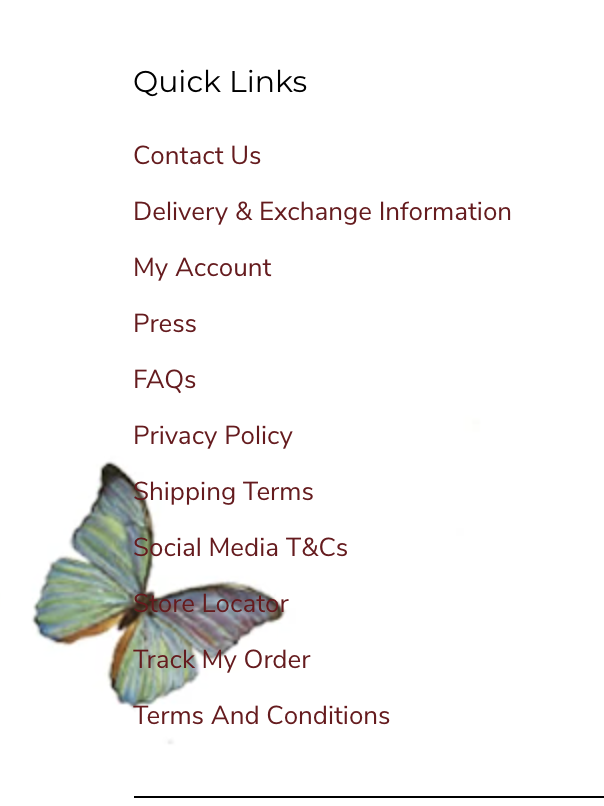 Quick Links
Contact Us
Delivery & Exchange Information
My Account
Press
FAQs
Privacy Policy
Shipping Terms
Social Media T&Cs
Store Locator
Track My Order
Terms And Conditions